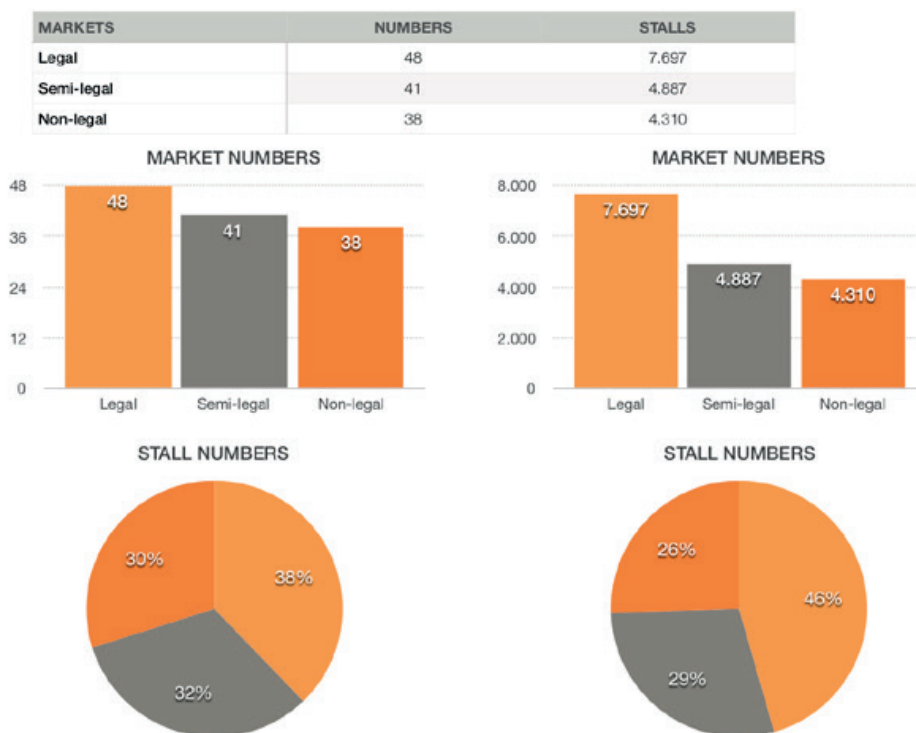 MARKETS NUMBERS STALLS
Legal 48 7.697
Semi-legal 41 4.887
Non-legal 38 4.310
MARKET NUMBERS
48
36
24
12
0
48
41
38
Legal Semi-legal Non-legal
MARKET NUMBERS
8.000
6.000
4.000
2.000
0
7.697
4.887
4.310
Legal Semi-legal Non-legal
STALL NUMBERS
30%
38%
32%
STALL NUMBERS
26%
46%
29%